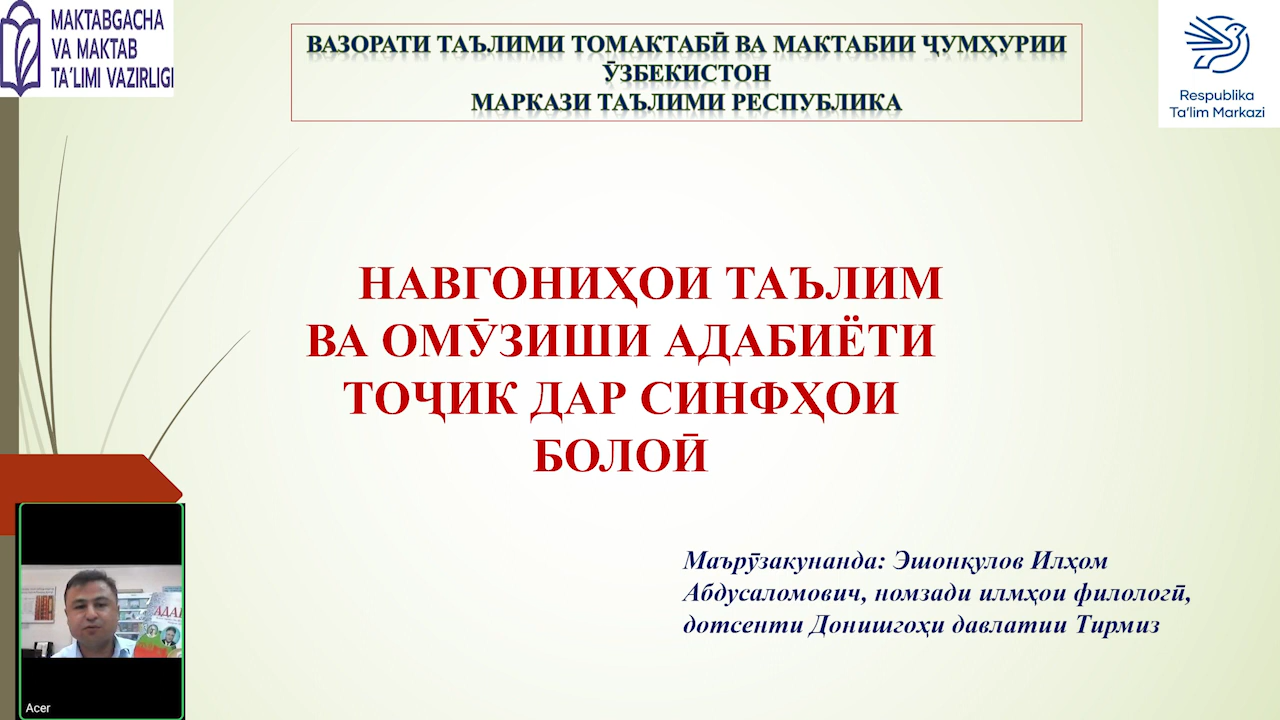 MAKTABGACHA
VA MAKTAB
TA'LIMI VAZIRLIGI
ВАЗОРАТИ ТАЪЛИМИ ТОМАКТАБӢ ВА МАКТАБИИ ҶУМҲУРИИ
ӮЗБЕКИСТОН
МАРКАЗИ ТАЪЛИМИ РЕСПУБЛИКА
Respublika
Ta'lim Markazi
НАВГОНИҲОИ ТАЪЛИМ
ВА ОМӮЗИШИ АДАБИЁТИ
ТОҶИК ДАР СИНФҲОИ
БОЛОӢ
Маърӯзакунанда: Эшонқулов Илҳом
Абдусаломович, номзади илмҳои филологӣ,
дотсенти Донишгоҳи давлатии Тирмиз
Acer